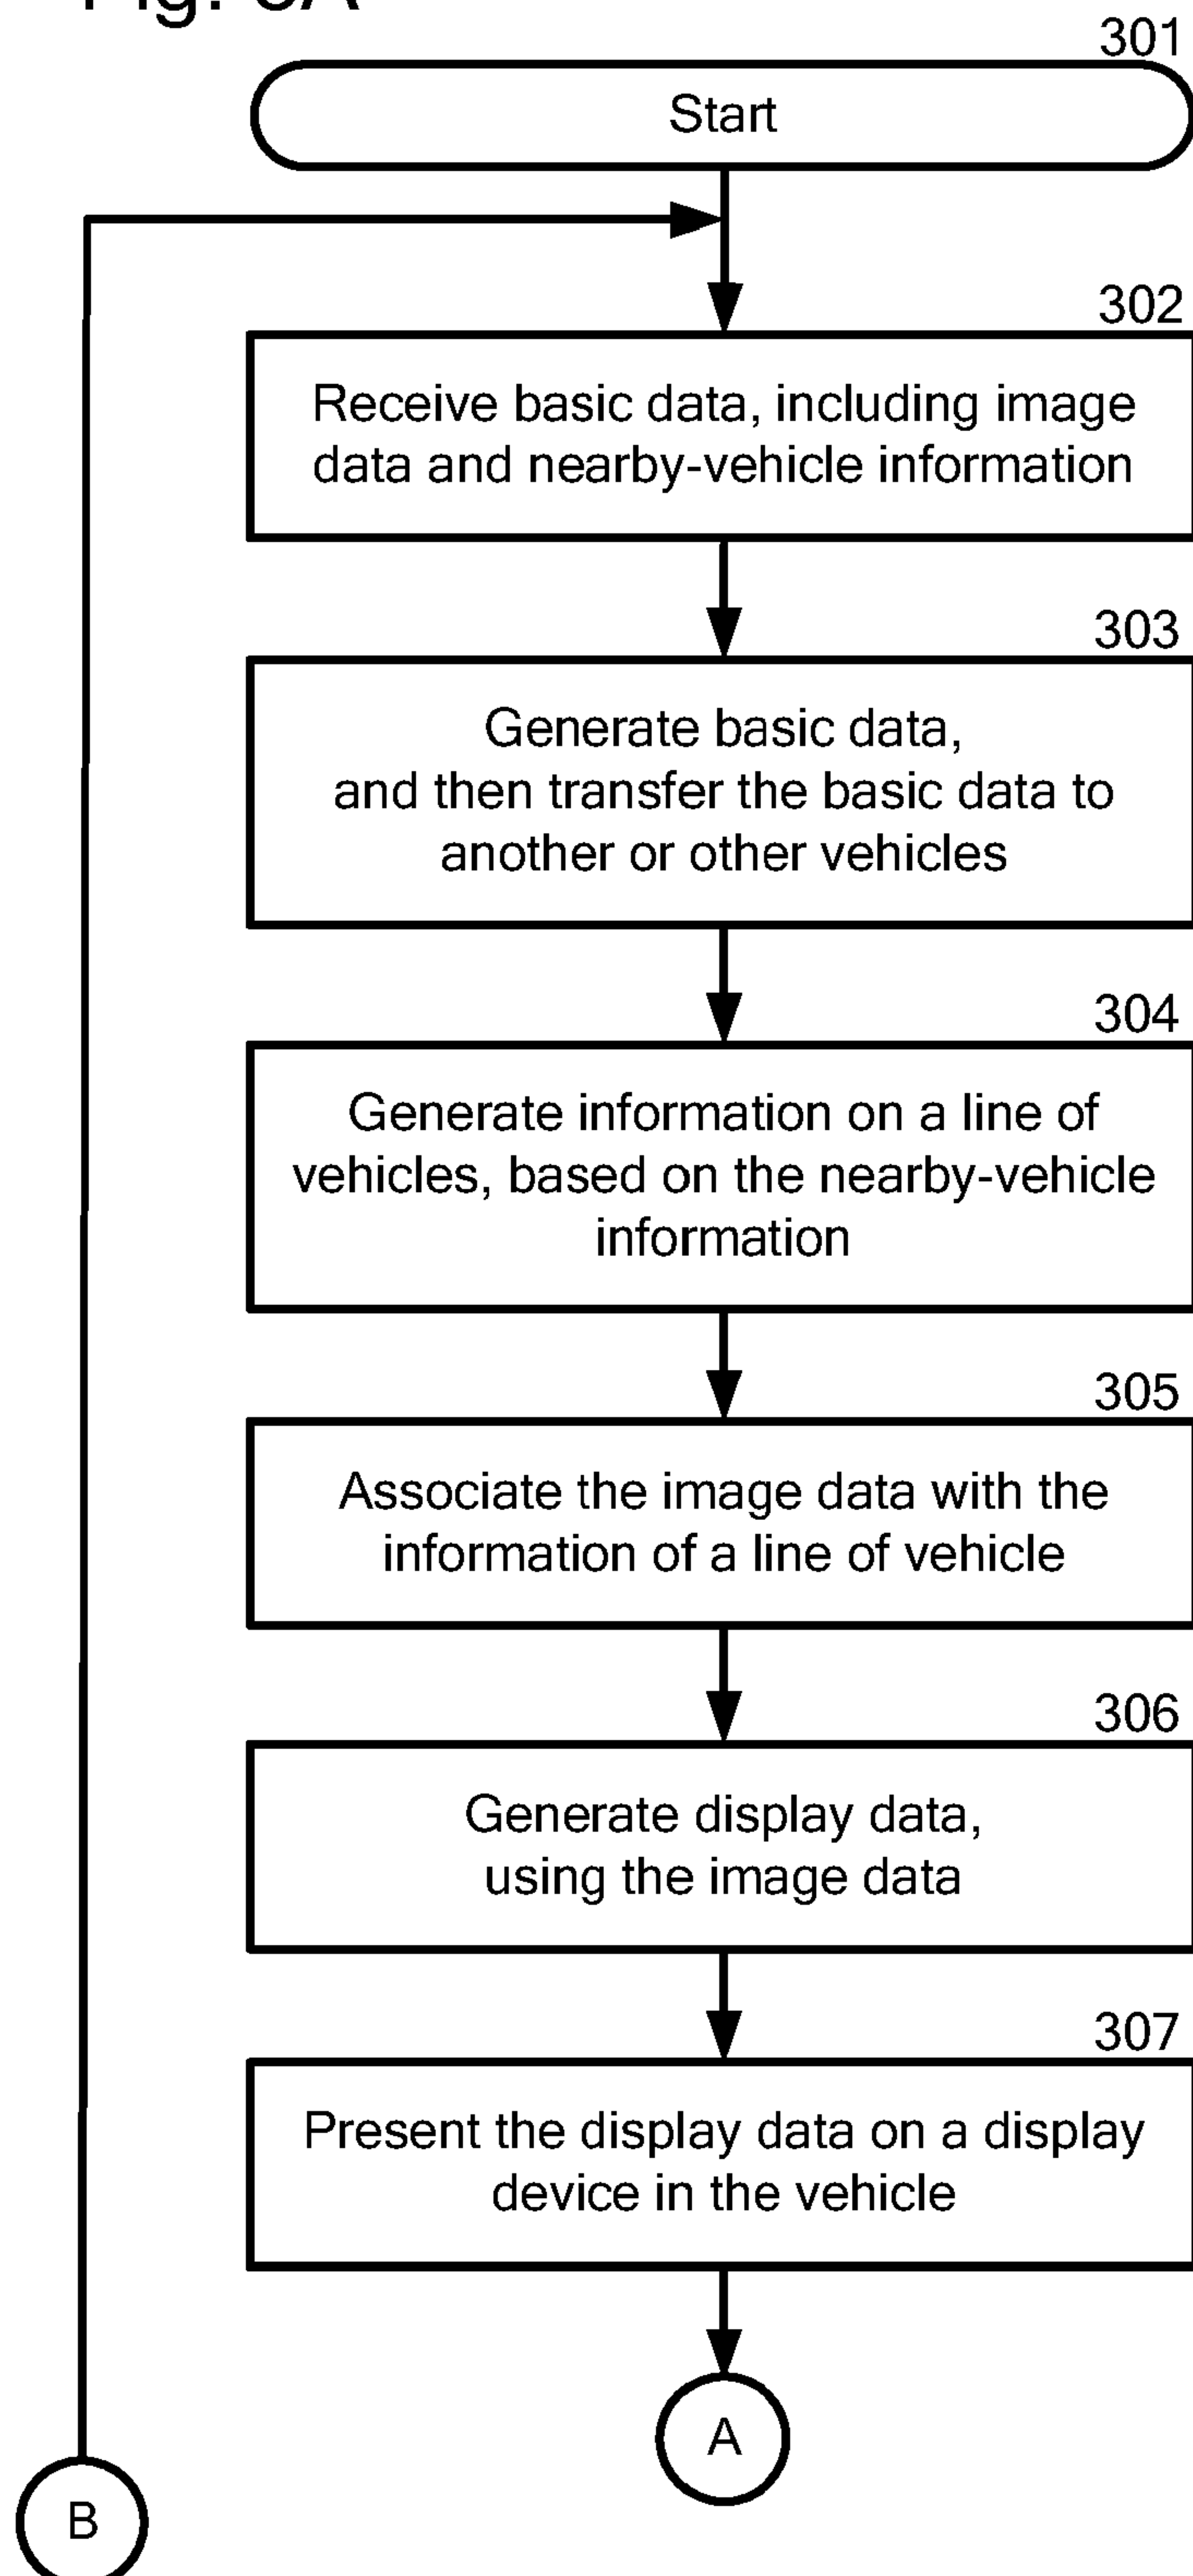 301
Start
302
Receive basic data, including image
data and nearby-vehicle information
303
Generate basic data,
and then transfer the basic data to
another or other vehicles
304
Generate information on a line of
vehicles, based on the nearby-vehicle
information
305
Associate the image data with the
information of a line of vehicle
306
Generate display data,
using the image data
307
Present the display data on a display
device in the vehicle
A
B